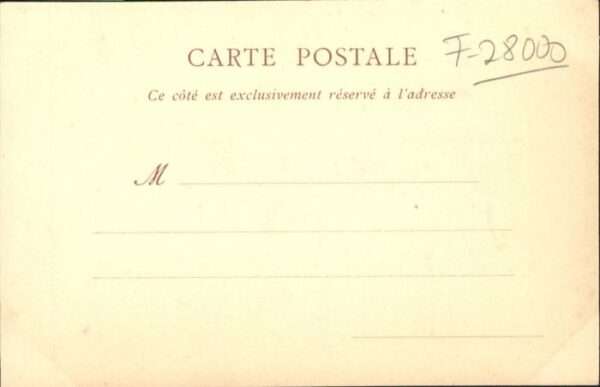 CARTE POSTALE
F-28000
Ce côté est exclusivement réservé à l'adresse
M